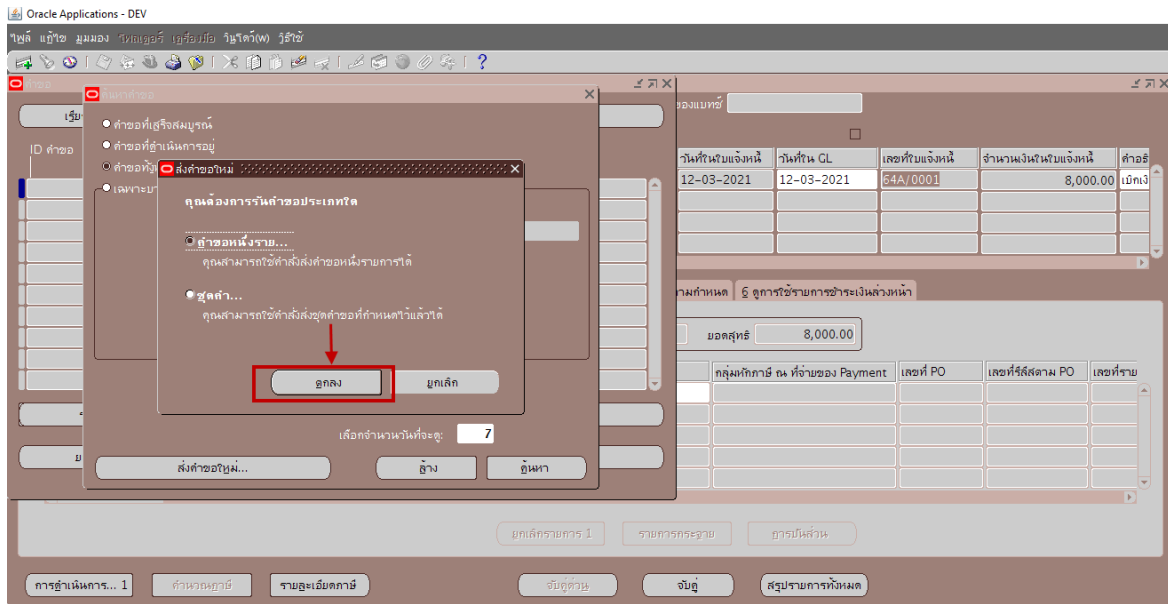 Oracle Applications - DEV
ไฟล์ แก้ไข มุมมอง โฟลเดอร์ เครื่องมือ วินโดว์(w) วิธีใช้
คำขอ
ค้นหาคำขอ
ของแบทช์
คำขอที่เสร็จสมบูรณ์
ID คำขอ
คำขอที่ดำเนินการอยู่
วันที่ในใบแจ้งหนี้ วันที่ใน GL เลขที่ใบแจ้งหนี้ จำนวนเงินในใบแจ้งหนี้
ส่งคำขอใหม่
12-03-2021 12-03-2021 64A/0001 8,000.00
คุณต้องการรันคำขอประเภทใด
คำขอหนึ่งราย...
คุณสามารถใช้คำสั่งส่งคำขอหนึ่งรายการได้
6 ดูการใช้รายการชำระเงินล่วงหน้า
ชุดคำ...
คุณสามารถใช้คำสั่งส่งชุดคำขอที่กำหนดไว้แล้วได้
ยอดสุทธิ 8,000.00
กลุ่มหักภาษี ณ ที่จ่ายของ Payment เลขที่ PO เลขที่รีลีสตาม PO เลขที่ราย
ตกลง ยกเลิก
เลือกจำนวนวันที่จะดู: 7
ส่งคำขอใหม่... ล้าง ค้นหา
ยกเลิกรายการ 1 รายการกระจาย การปันส่วน
การดำเนินการ... 1 คำนวณภาษี รายละเอียดภาษี จับคู่ด่วน จับคู่ สรุปรายการทั้งหมด